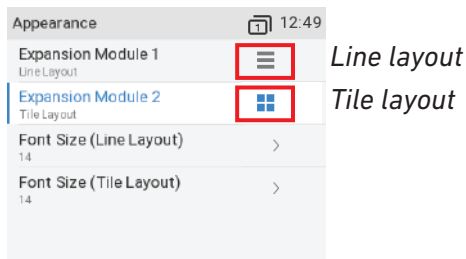 Appearance 1 12:49
Expansion Module 1
Line Layout
Line layout
Expansion Module 2
Tile Layout
Tile layout
Font Size (Line Layout)
14
Font Size (Tile Layout)
14